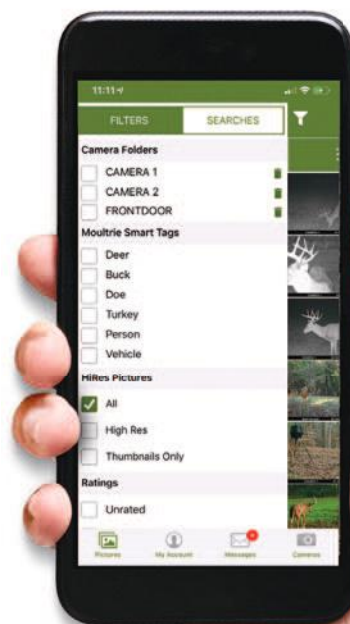 11:11
FILTERS SEARCHES
Camera Folders
CAMERA 1
CAMERA 2
FRONTDOOR
Moultrie Smart Tags
Deer
Buck
Doe
Turkey
Person
Vehicle
HiRes Pictures
All
High Res
Thumbnails Only
Ratings
Unrated
Pictures My Account Messages Cameras